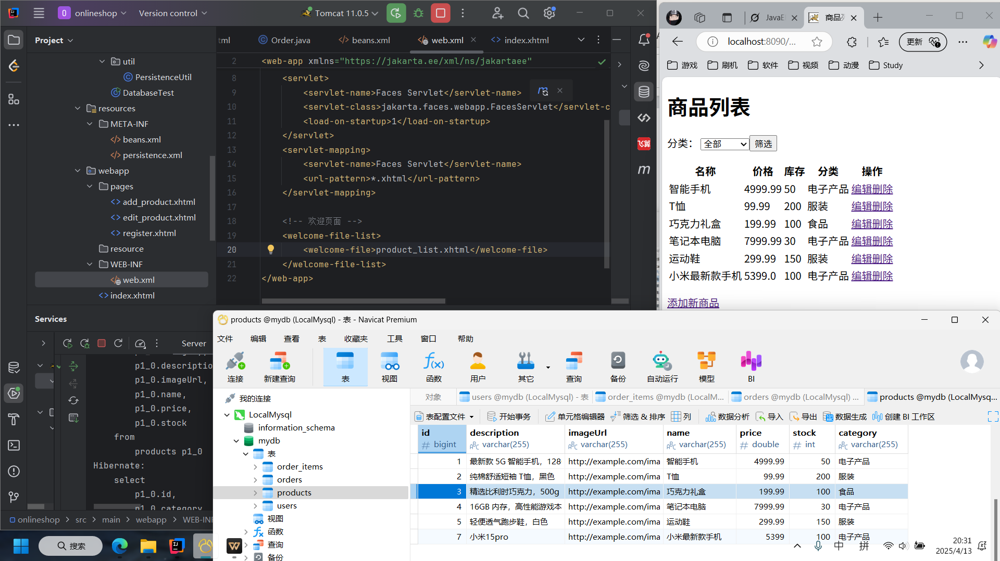 onlineshop
Version control
Tomcat 11.0.5
Project
util
PersistenceUtil
DatabaseTest
resources
META-INF
beans.xml
persistence.xml
webapp
pages
add_product.xhtml
edit_product.xhtml
register.xhtml
resource
WEB-INF
web.xml
index.xhtml
tml
Order.java
beans.xml
web.xml
index.xhtml
2 <web-app xmlns="https://jakarta.ee/xml/ns/jakartaee"
8 <servlet>
9 <servlet-name>Faces Servlet</servlet-name>
10 <servlet-class>jakarta.faces.webapp.FacesServlet</servlet-c
11 <load-on-startup>1</load-on-startup>
12 </servlet>
13 <servlet-mapping>
14 <servlet-name>Faces Servlet</servlet-name>
15 <url-pattern>*.xhtml</url-pattern>
16 </servlet-mapping>
17
18 <!-- 欢迎页面 -->
19 <welcome-file-list>
20 <welcome-file>product_list.xhtml</welcome-file>
21 </welcome-file-list>
22 </web-app>
飞算
m
Services
Server
p1_0.descriptio
p1_0.imageUrl,
p1_0.name,
p1_0.price,
p1_0.stock
from
products p1_0
Hibernate:
select
p1_0.id,
p1_0.category
onlineshop > src > main > webapp > WEB-INF
JavaE
商品列
localhost:8090/...
更新
游戏 刷机 软件 视频 动漫 Study
商品列表
分类： 全部 筛选
名称 价格 库存 分类 操作
智能手机 4999.99 50 电子产品 编辑删除
T恤 99.99 200 服装 编辑删除
巧克力礼盒 199.99 100 食品 编辑删除
笔记本电脑 7999.99 30 电子产品 编辑删除
运动鞋 299.99 150 服装 编辑删除
小米最新款手机 5399.0 100 电子产品 编辑删除
添加新商品
products @mydb (LocalMysql) - 表 - Navicat Premium
文件 编辑 查看 表 收藏夹 工具 窗口 帮助
连接 新建查询 表 视图 函数 用户 其它 查询 备份 自动运行 模型 BI
我的连接
LocalMysql
information_schema
mydb
表
order_items
orders
products
users
视图
函数
查询
备份
对象
users @mydb (LocalMysql) - 表
order_items @mydb (LocalM...
orders @mydb (LocalMysql) ...
products @mydb (LocalMysq...
表配置文件 开始事务 单元格编辑器 筛选 & 排序 列 数据分析 导入 导出 数据生成 创建 BI 工作区
id description imageUrl name price stock category
# bigint ABC varchar(255) ABC varchar(255) ABC varchar(255) # double # int ABC varchar(255)
1 最新款 5G 智能手机，128 http://example.com/ima 智能手机 4999.99 50 电子产品
2 纯棉舒适短袖 T恤，黑色 http://example.com/ima T恤 99.99 200 服装
3 精选比利时巧克力，500g http://example.com/ima 巧克力礼盒 199.99 100 食品
4 16GB 内存，高性能游戏本 http://example.com/ima 笔记本电脑 7999.99 30 电子产品
5 轻便透气跑步鞋，白色 http://example.com/ima 运动鞋 299.99 150 服装
7 小米15pro http://example.com/ima 小米最新款手机 5399 100 电子产品
搜索
中
拼
20:31
2025/4/13